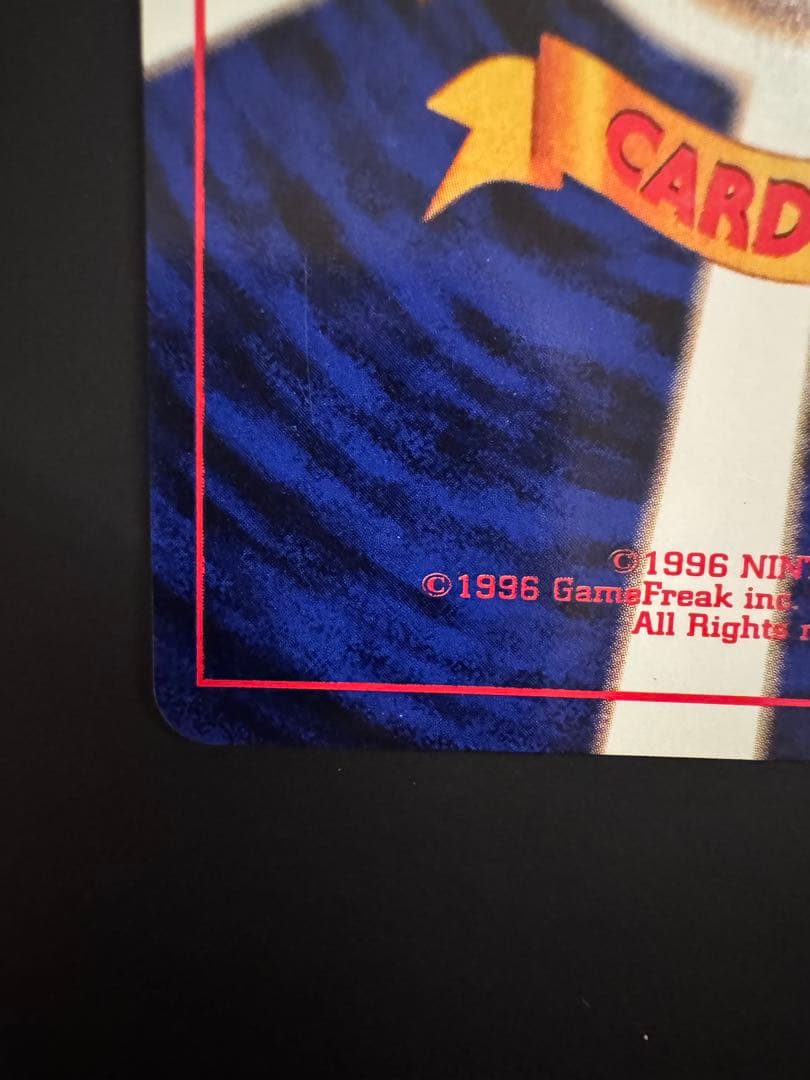 CARD
©1996 NIN
©1996 GameFreak inc.
All Rights